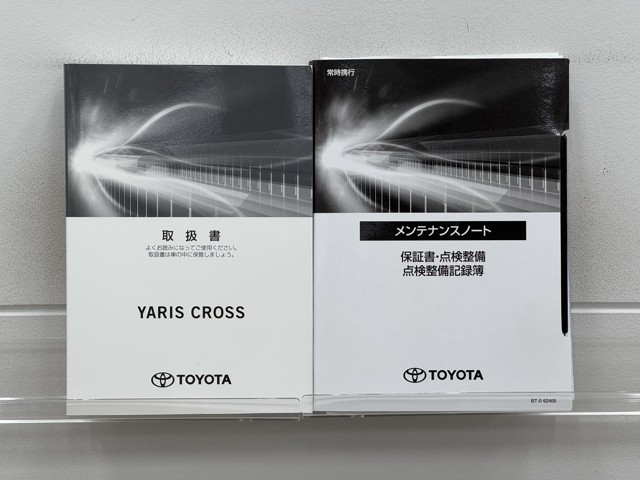 取扱書
よくお読みになってご使用ください。
取扱書は車の中に保管しましょう。
YARIS CROSS
TOYOTA
常時携行
メンテナンスノート
保証書・点検整備
点検整備記録簿
TOYOTA
BT-0 62406